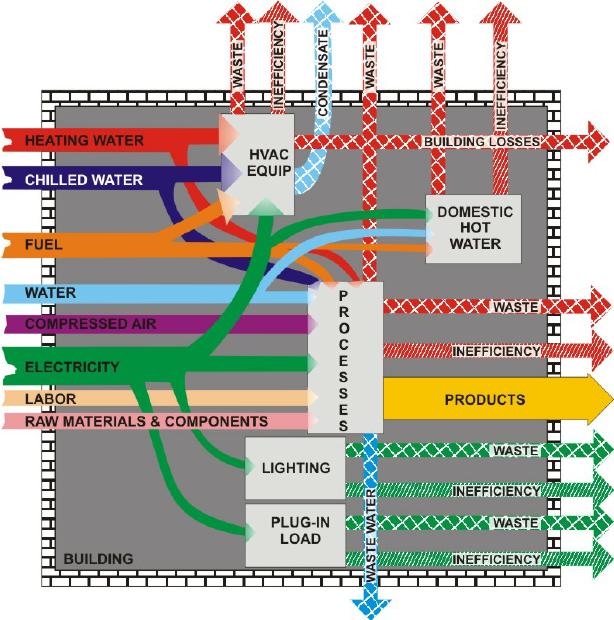 WASTE
INEFFICIENCY
CONDENSATE
WASTE
WASTE
INEFFICIENCY
HEATING WATER
HVAC
EQUIP
BUILDING LOSSES
CHILLED WATER
DOMESTIC
HOT
WATER
FUEL
WATER
PROCESSES
WASTE
COMPRESSED AIR
INEFFICIENCY
ELECTRICITY
LABOR
PRODUCTS
RAW MATERIALS & COMPONENTS
WASTE
LIGHTING
INEFFICIENCY
WASTE WATER
PLUG-IN
LOAD
WASTE
INEFFICIENCY
BUILDING